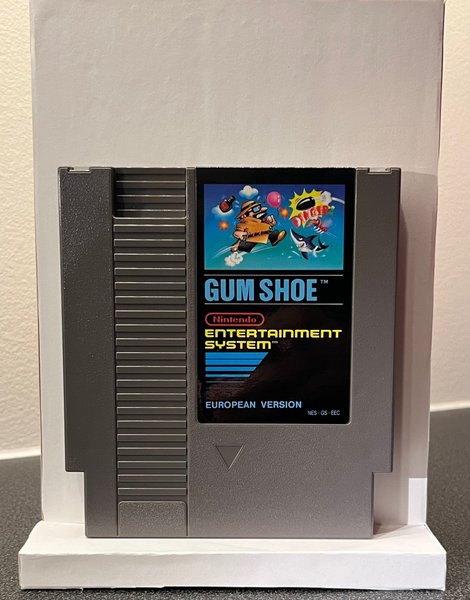 GUM SHOE™
Nintendo
ENTERTAINMENT
SYSTEM™
EUROPEAN VERSION
NES-GS-EEC